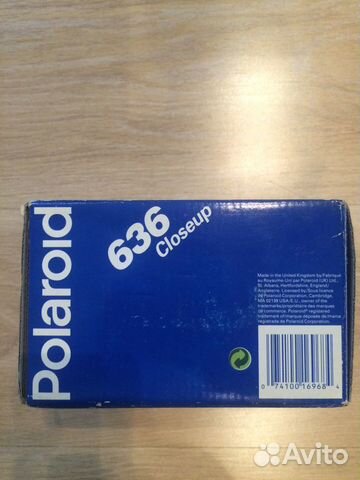 Polaroid
636
Closeup
Made in the United Kingdom by/Fabriqué
au Royaume-Uni par Polaroid (UK) Ltd.,
St. Albans, Hertfordshire, England/
Angleterre. Licensed by/Sous licence
de Polaroid Corporation, Cambridge,
MA 02139 USA/E.U., owner of the
trademarks/propriétaire des marques
de commerce. Polaroid® registered
trademark of/marque déposée de/marca
registrada de Polaroid Corporation.
0 74100 16968 4
Avito